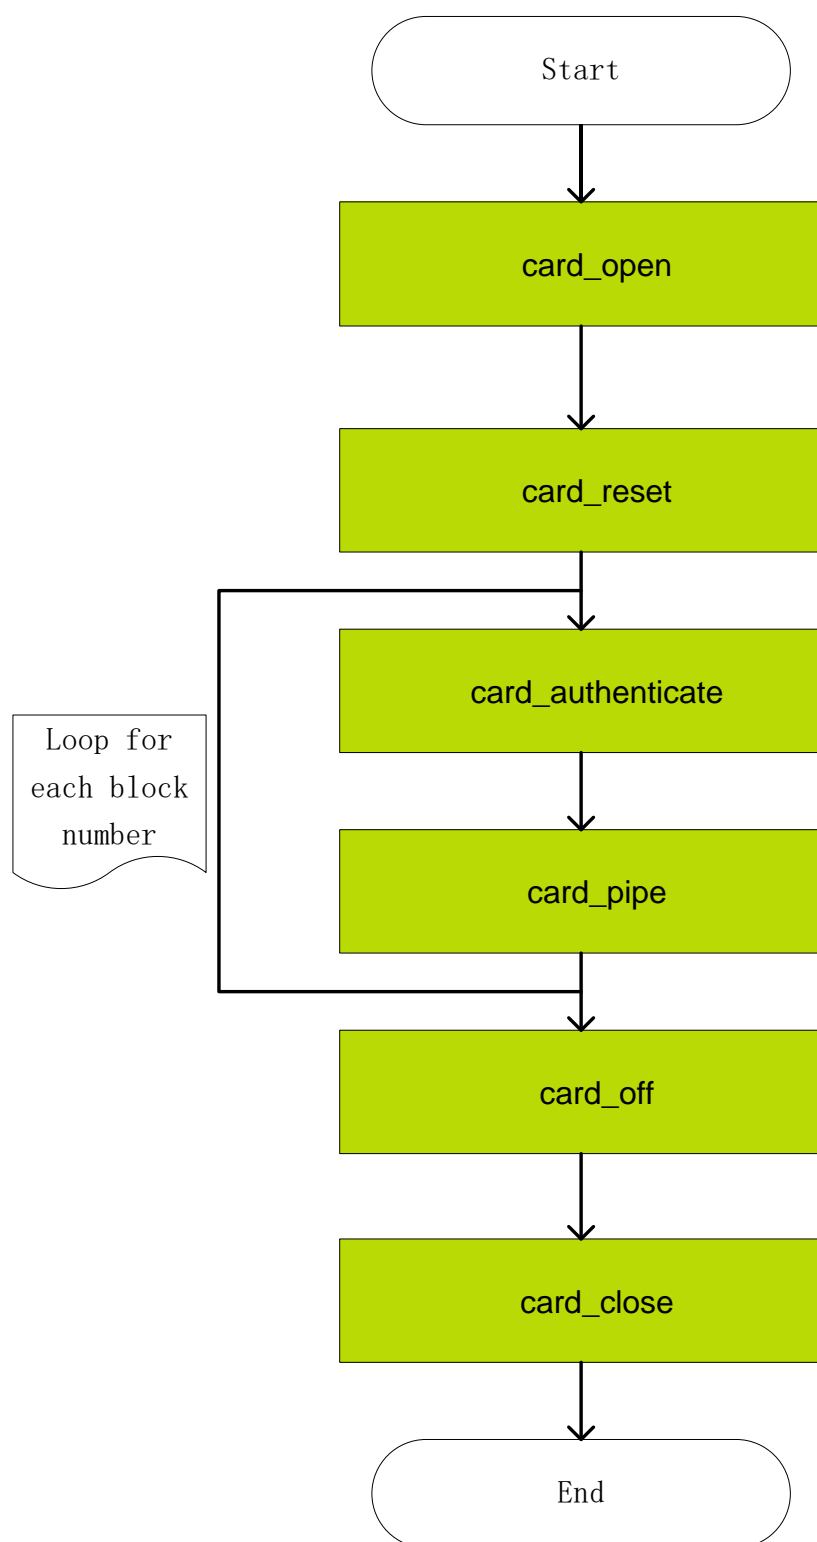 Start
card_open
card_reset
card_authenticate
Loop for
each block
number
card_pipe
card_off
card_close
End